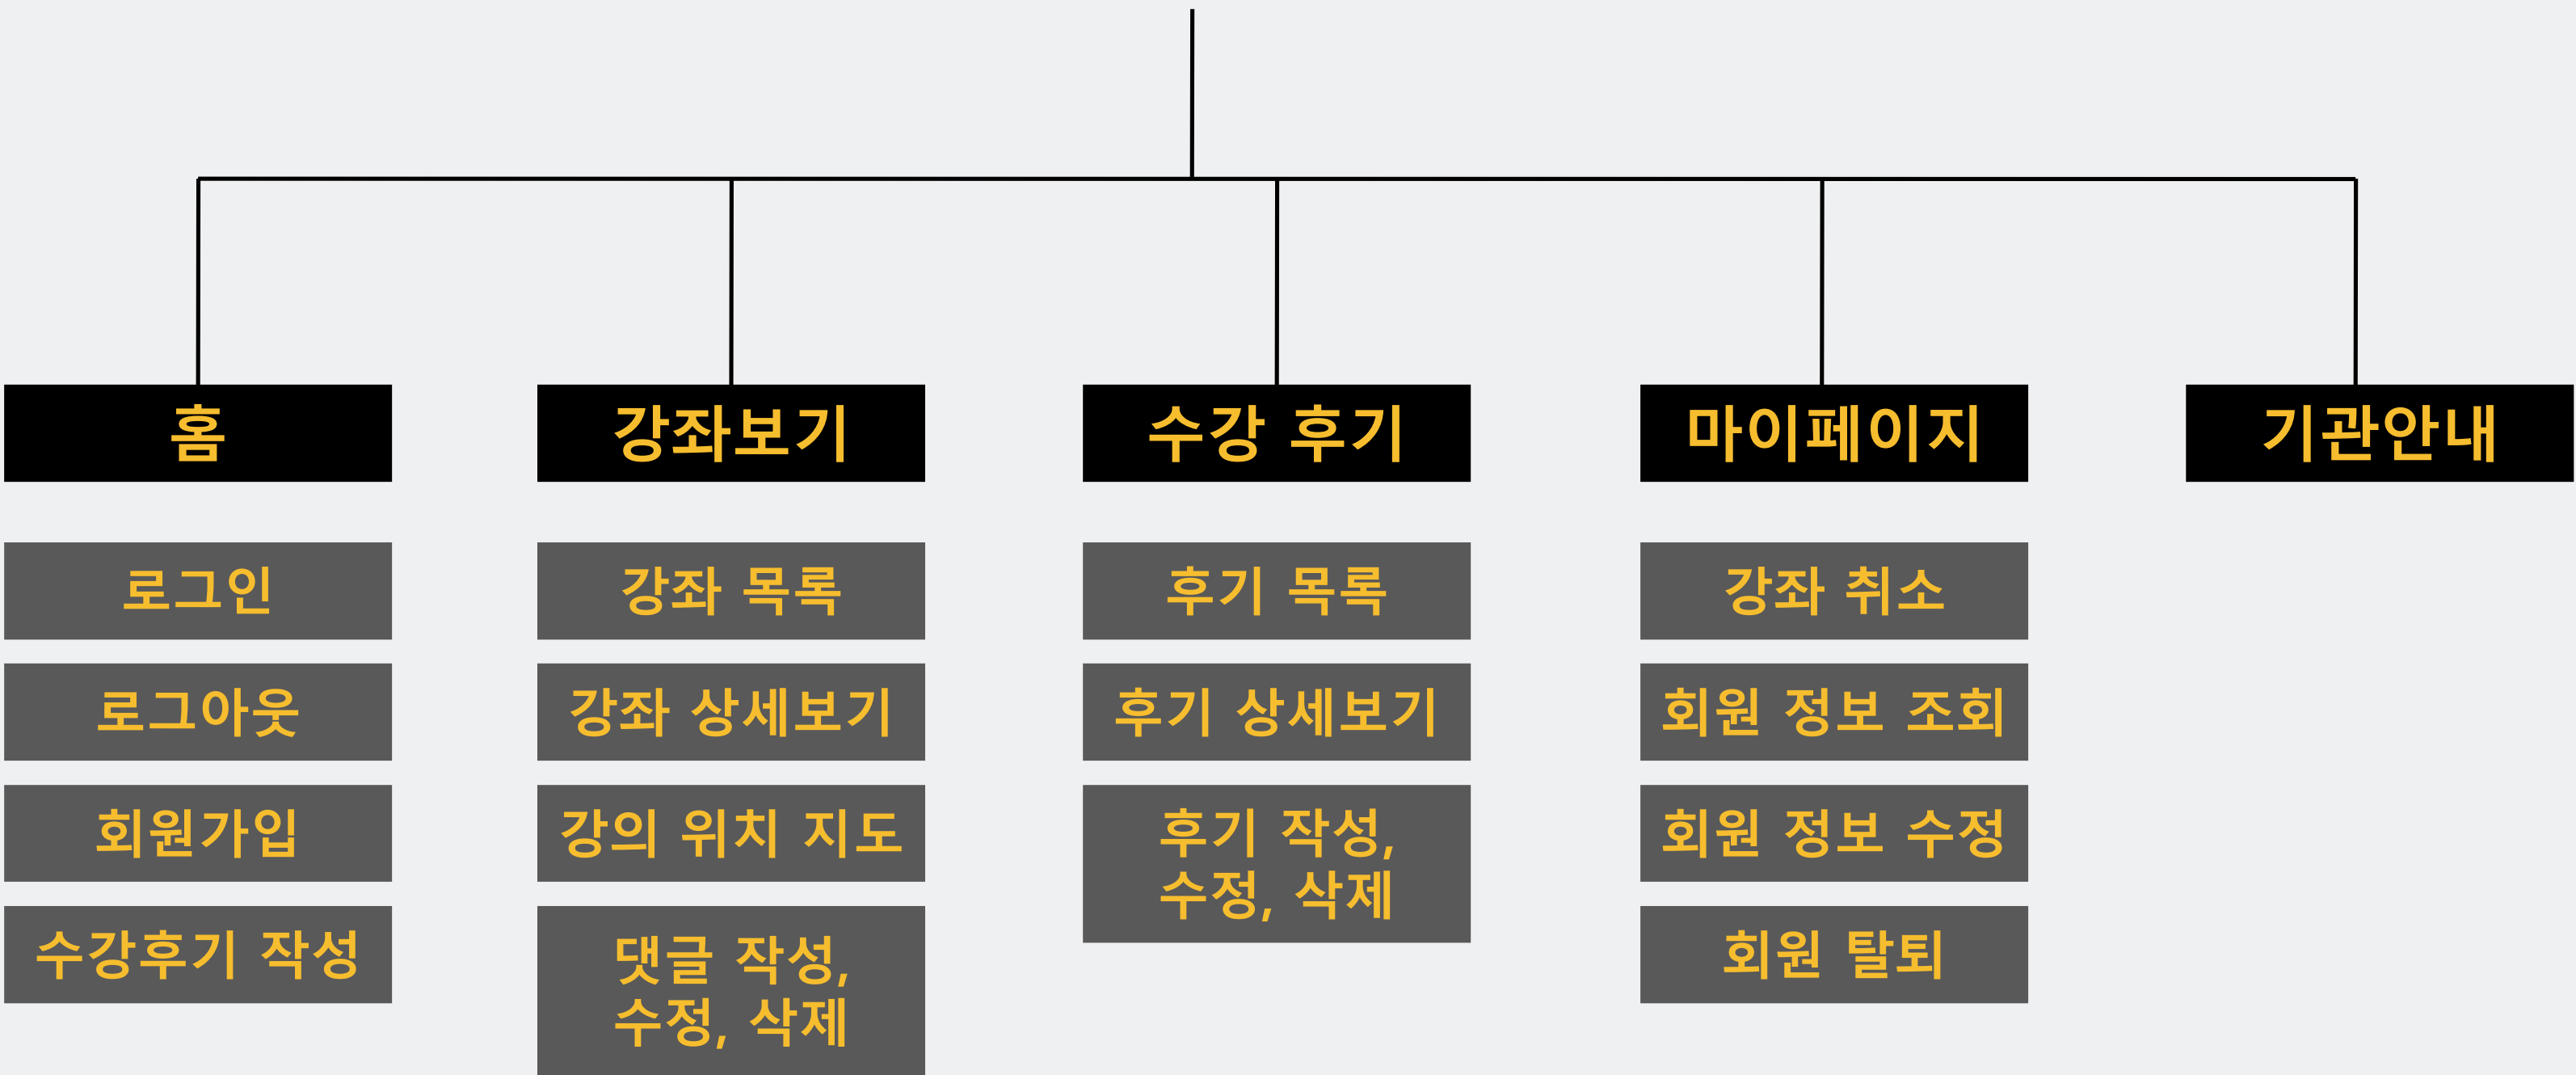 홈
강좌보기
수강 후기
마이페이지
기관안내
로그인
로그아웃
회원가입
수강후기 작성
강좌 목록
강좌 상세보기
강의 위치 지도
댓글 작성,
수정, 삭제
후기 목록
후기 상세보기
후기 작성,
수정, 삭제
강좌 취소
회원 정보 조회
회원 정보 수정
회원 탈퇴